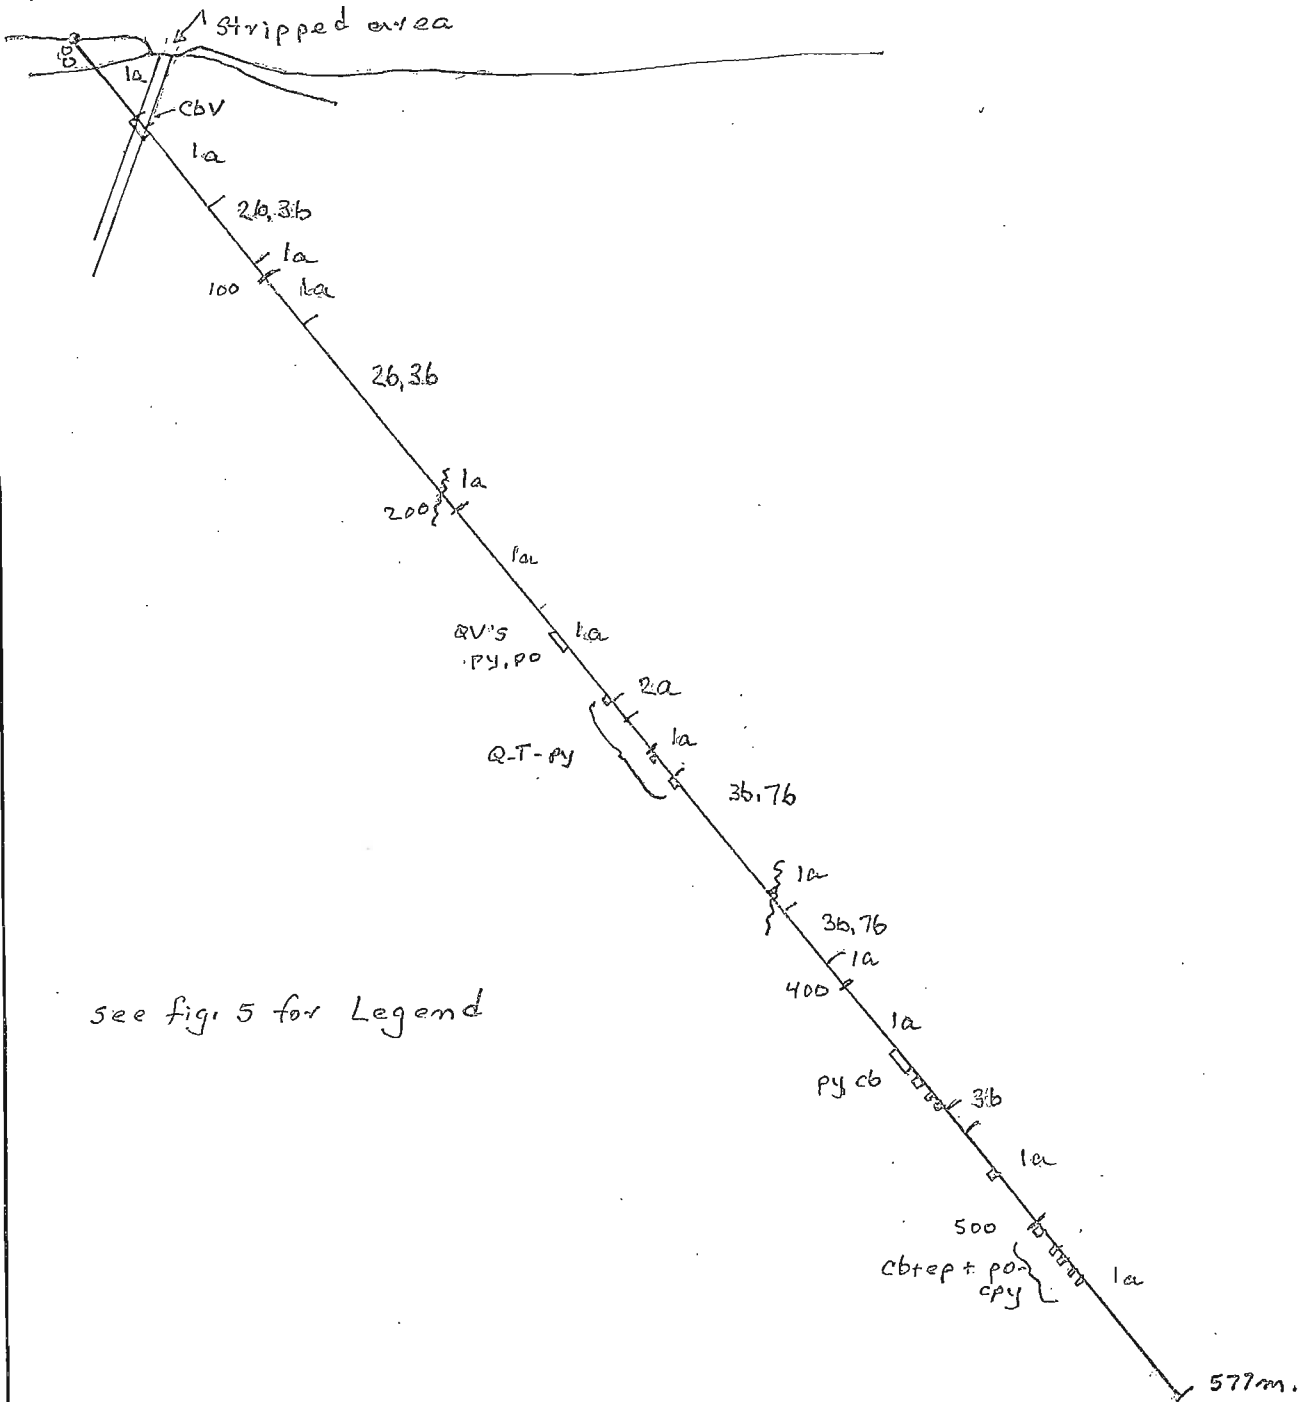 Stripped area
1a
CbV
1a
2b, 3b
1a
100
1a
2b, 3b
1a
200
1a
QV's
py, po
1a
2a
Q-T-py
1a
3b, 7b
1a
3b, 7b
1a
400
1a
py, cb
3b
1a
see fig. 5 for Legend
500
cb+ep + po-
cpy
1a
577m.